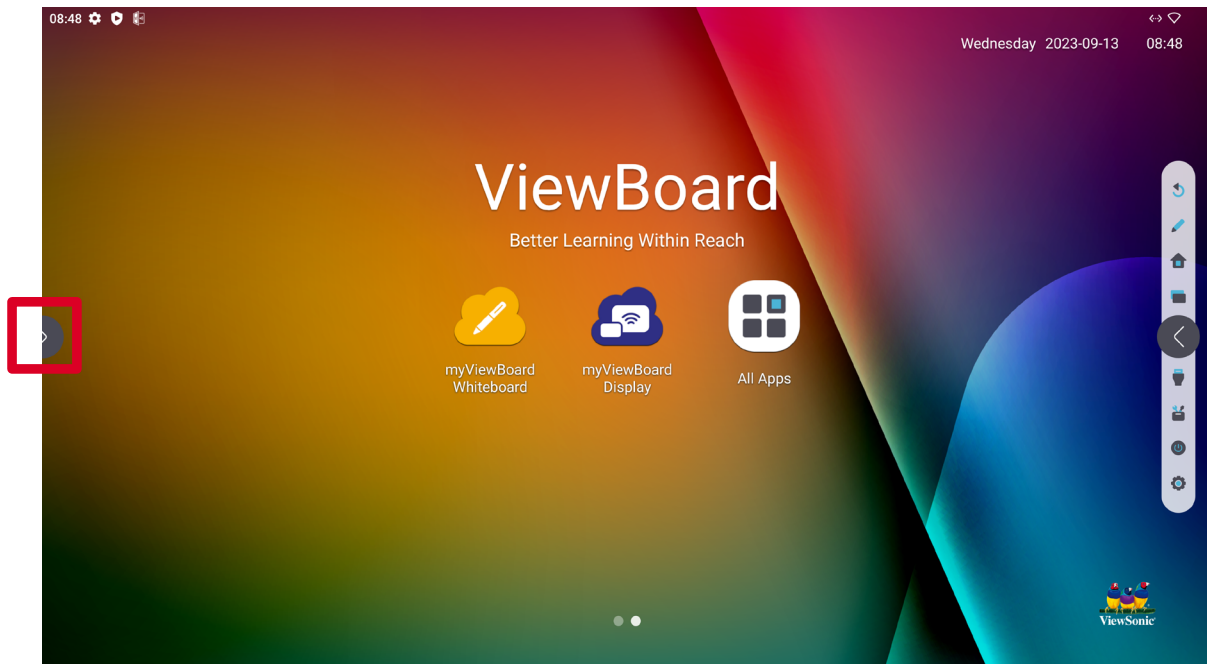 08:48
Wednesday 2023-09-13 08:48
ViewBoard
Better Learning Within Reach
myViewBoard
Whiteboard
myViewBoard
Display
All Apps
ViewSonic